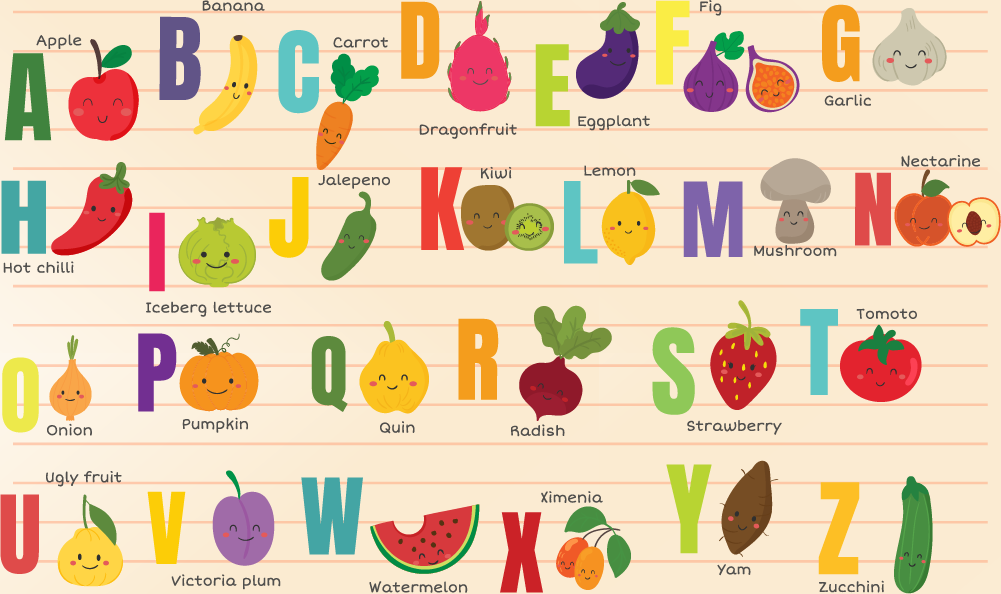 A Apple
B Banana
C Carrot
D Dragonfruit
E Eggplant
F Fig
G Garlic
H Hot chilli
I Iceberg lettuce
J Jalepeno
K Kiwi
L Lemon
M Mushroom
N Nectarine
O Onion
P Pumpkin
Q Quin
R Radish
S Strawberry
T Tomoto
U Ugly fruit
V Victoria plum
W Watermelon
X Ximenia
Y Yam
Z Zucchini